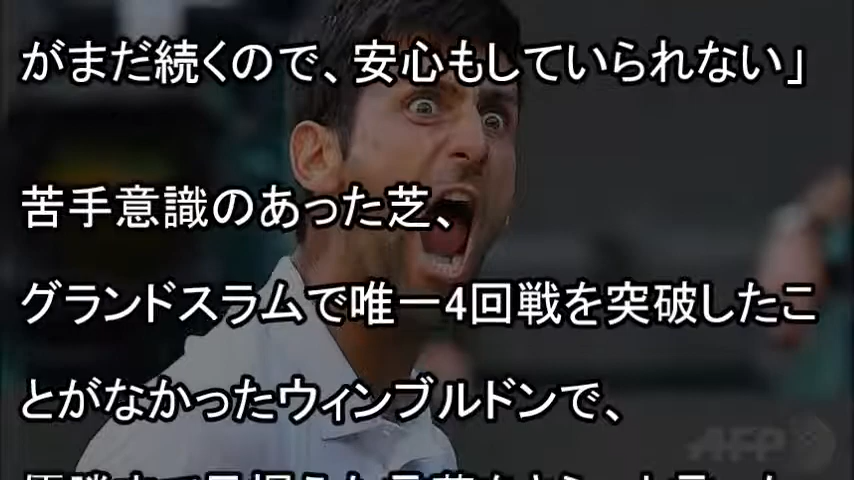 がまだ続くので、安心もしていられない」
苦手意識のあった芝、
グランドスラムで唯一4回戦を突破したこ
とがなかったウィンブルドンで、
AFP